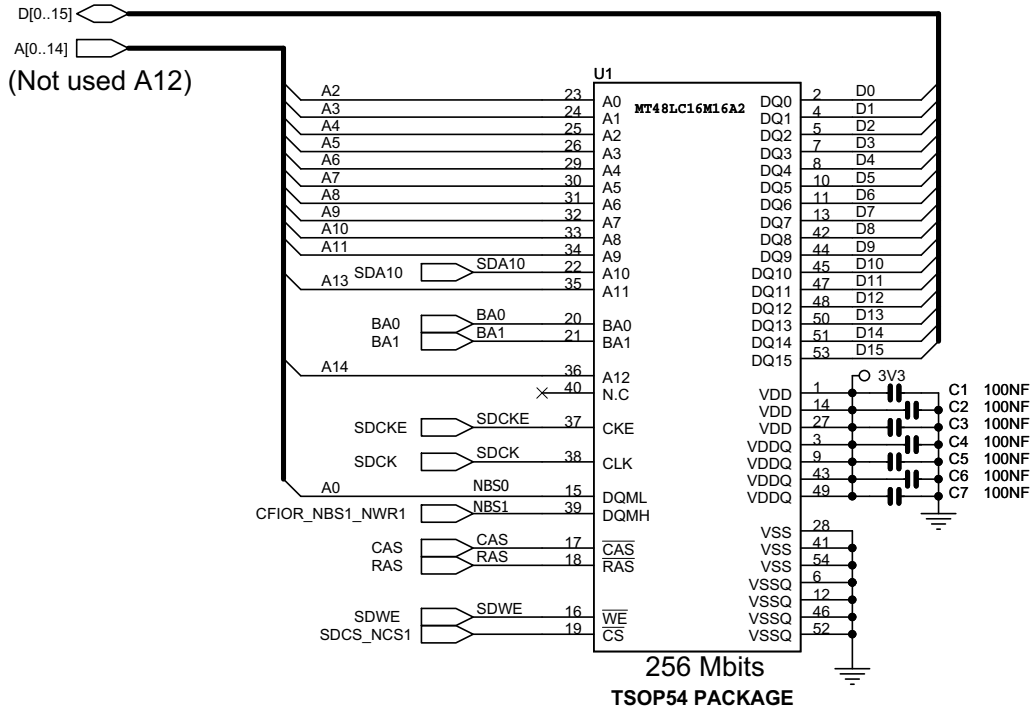 D[0..15]
A[0..14]
(Not used A12)
U1
MT48LC16M16A2
A2 23 A0 DQ0 2 D0
A3 24 A1 DQ1 4 D1
A4 25 A2 DQ2 5 D2
A5 26 A3 DQ3 7 D3
A6 29 A4 DQ4 8 D4
A7 30 A5 DQ5 10 D5
A8 31 A6 DQ6 11 D6
A9 32 A7 DQ7 13 D7
A10 33 A8 DQ8 42 D8
A11 34 A9 DQ9 44 D9
SDA10 SDA10 22 A10 DQ10 45 D10
A13 35 A11 DQ11 47 D11
DQ12 48 D12
BA0 BA0 20 BA0 DQ13 50 D13
BA1 BA1 21 BA1 DQ14 51 D14
DQ15 53 D15
A14 36 A12
3V3
40 N.C VDD 1 C1 100NF
VDD 14 C2 100NF
SDCKE SDCKE 37 CKE VDD 27 C3 100NF
VDDQ 3 C4 100NF
SDCK SDCK 38 CLK VDDQ 9 C5 100NF
VDDQ 43 C6 100NF
A0 NBS0 15 DQML VDDQ 49 C7 100NF
CFIOR_NBS1_NWR1 NBS1 39 DQMH
VSS 28
CAS CAS 17 CAS VSS 41
RAS RAS 18 RAS VSS 54
VSSQ 6
VSSQ 12
SDWE SDWE 16 WE VSSQ 46
SDCS_NCS1 19 CS VSSQ 52
256 Mbits
TSOP54 PACKAGE